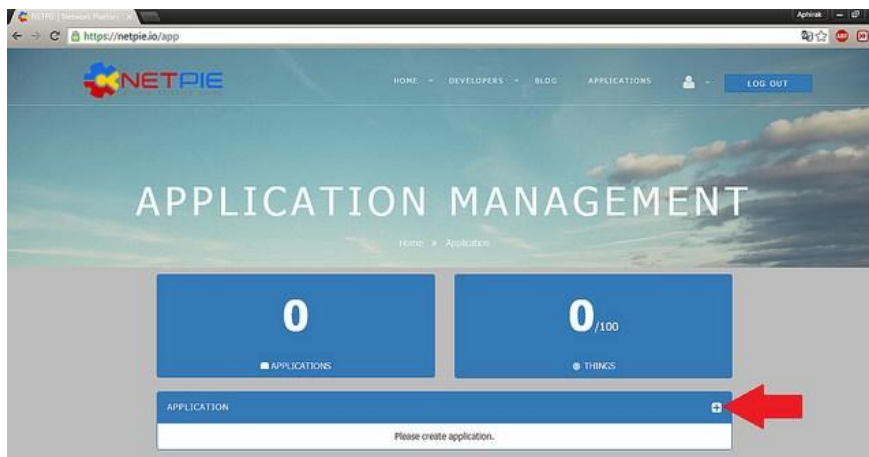 NETPIE | Network Platform
Aphirak
https://netpie.io/app
NETPIE
HOME
DEVELOPERS
BLOG
APPLICATIONS
LOG OUT
APPLICATION MANAGEMENT
Home » Application
0
APPLICATIONS
0/100
THINGS
APPLICATION
Please create application.